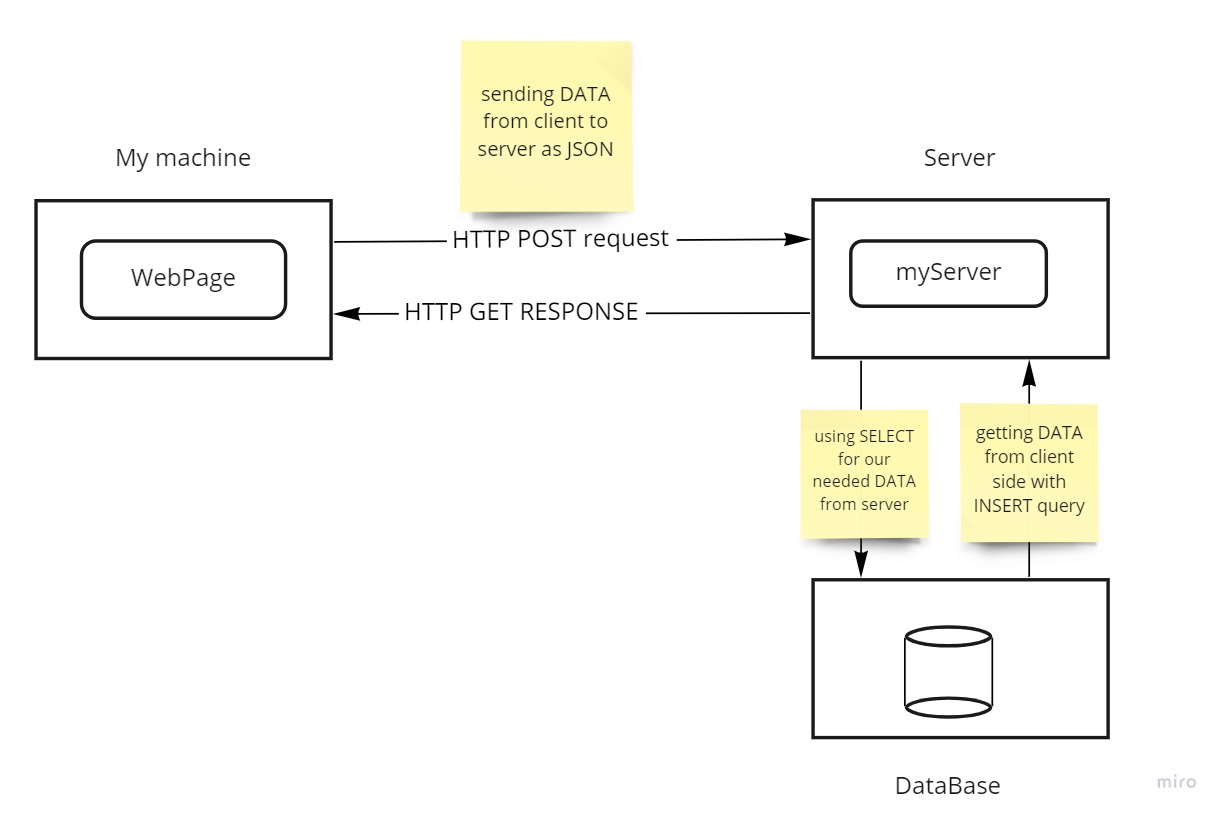 sending DATA
from client to
server as JSON
My machine
Server
WebPage
HTTP POST request
myServer
HTTP GET RESPONSE
using SELECT
for our
needed DATA
from server
getting DATA
from client
side with
INSERT query
DataBase
miro